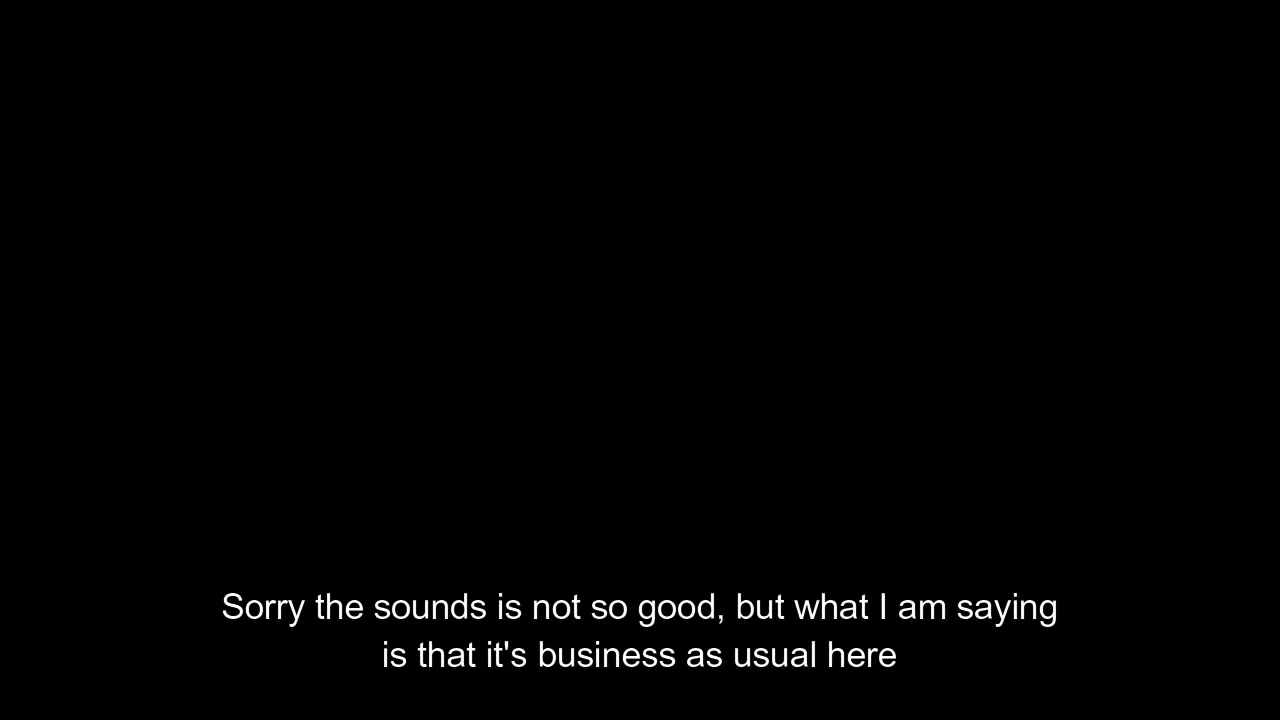 Sorry the sounds is not so good, but what I am saying
is that it's business as usual here